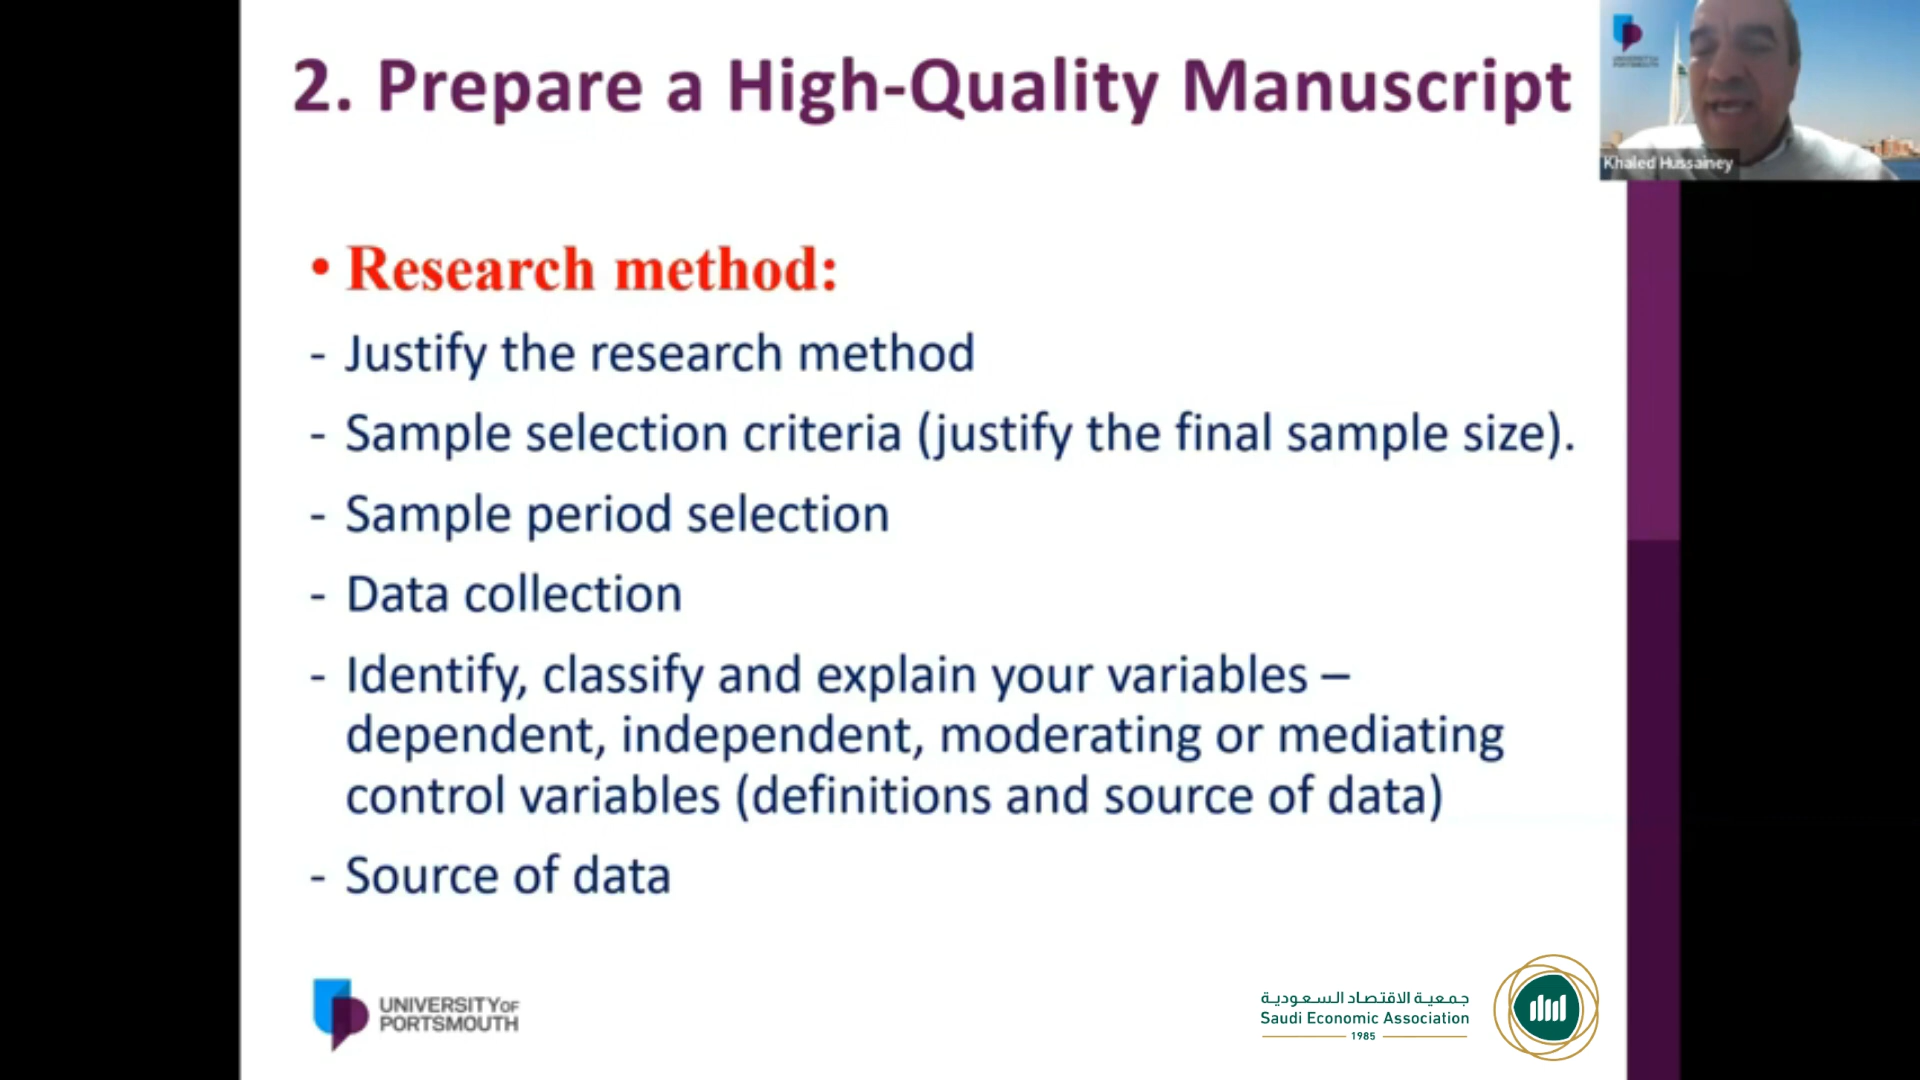 2. Prepare a High-Quality Manuscript
UNIVERSITY OF
PORTSMOUTH
Khaled Hussainey
• Research method:
- Justify the research method
- Sample selection criteria (justify the final sample size).
- Sample period selection
- Data collection
- Identify, classify and explain your variables –
dependent, independent, moderating or mediating
control variables (definitions and source of data)
- Source of data
UNIVERSITY OF
PORTSMOUTH
جمعية الاقتصاد السعودية
Saudi Economic Association
1985